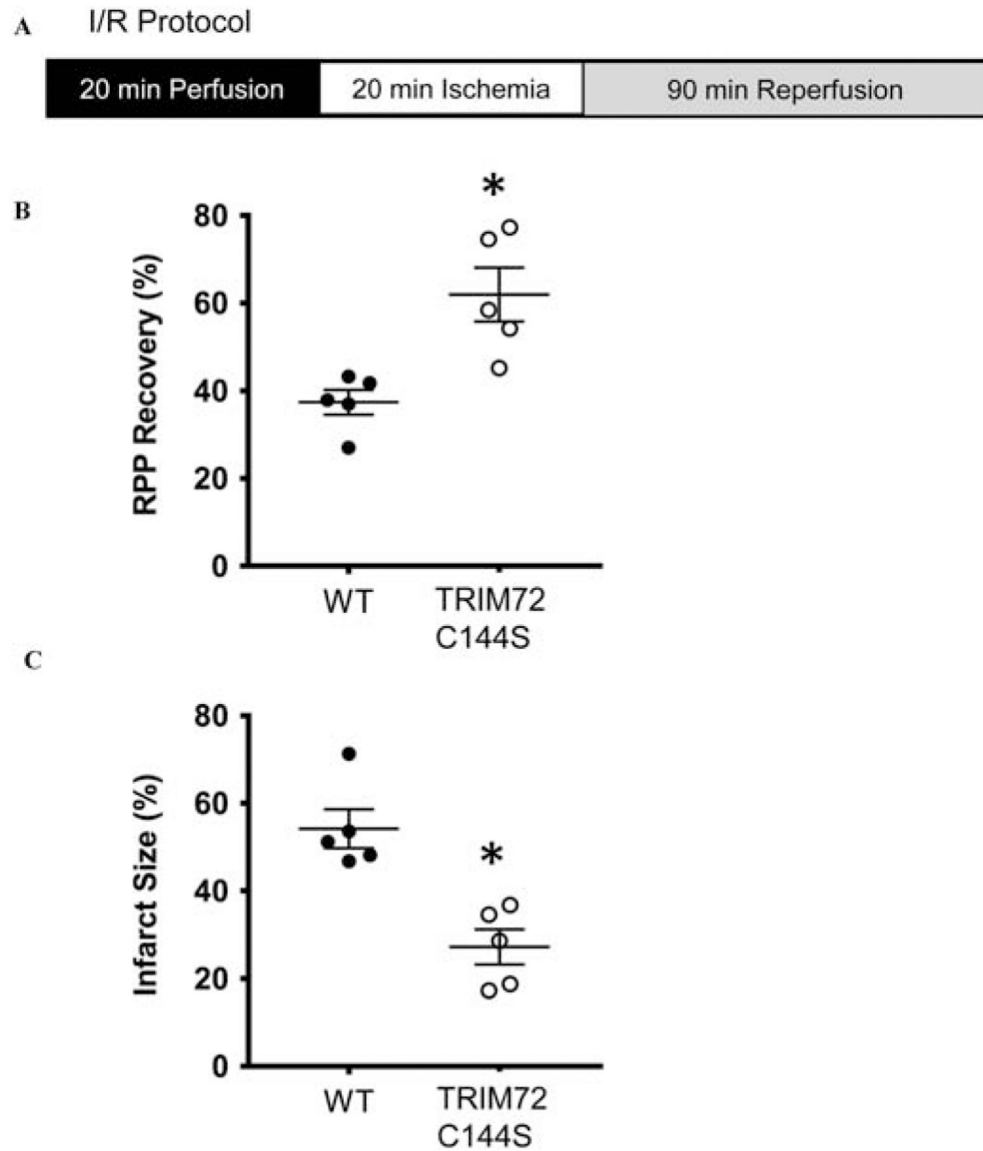 A
I/R Protocol
20 min Perfusion
20 min Ischemia
90 min Reperfusion
B
*
80
60
40
20
0
RPP Recovery (%)
WT
TRIM72
C144S
C
*
80
60
40
20
0
Infarct Size (%)
WT
TRIM72
C144S